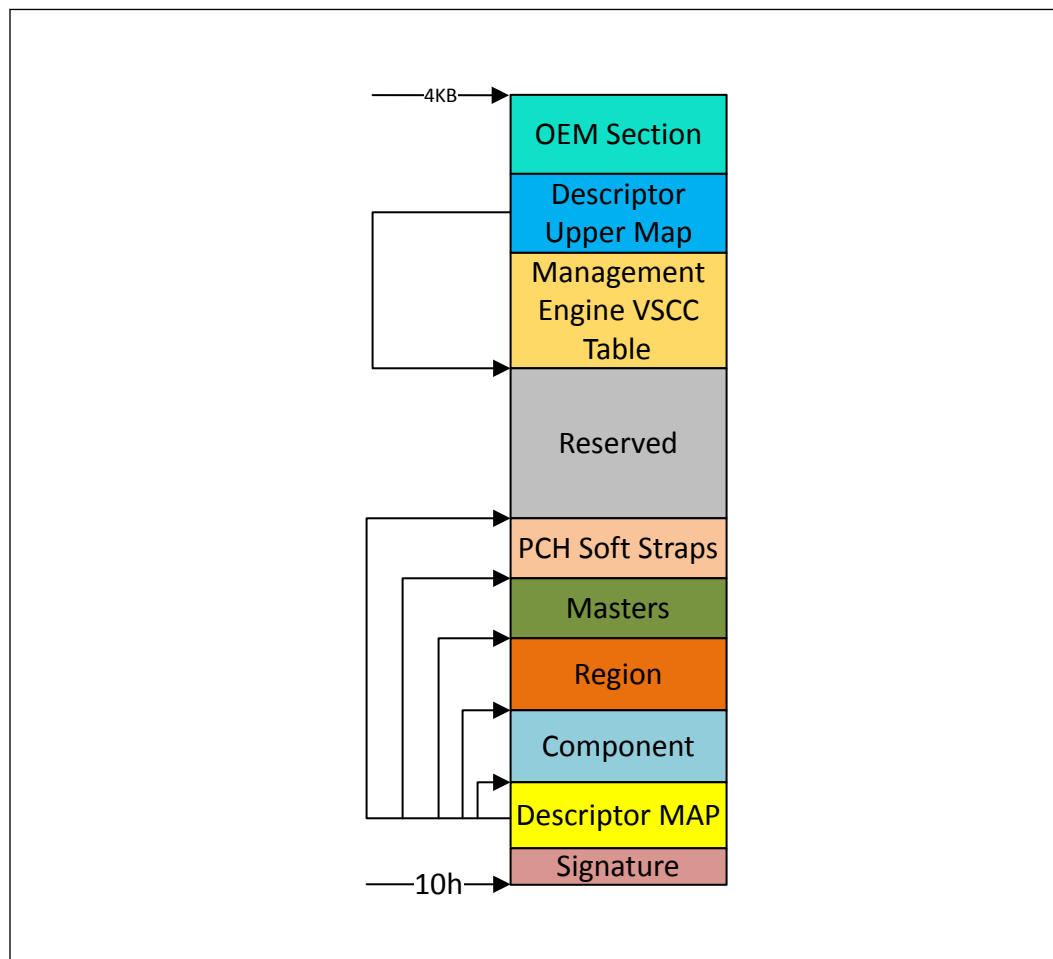 4KB
OEM Section
Descriptor
Upper Map
Management
Engine VSCC
Table
Reserved
PCH Soft Straps
Masters
Region
Component
Descriptor MAP
Signature
10h